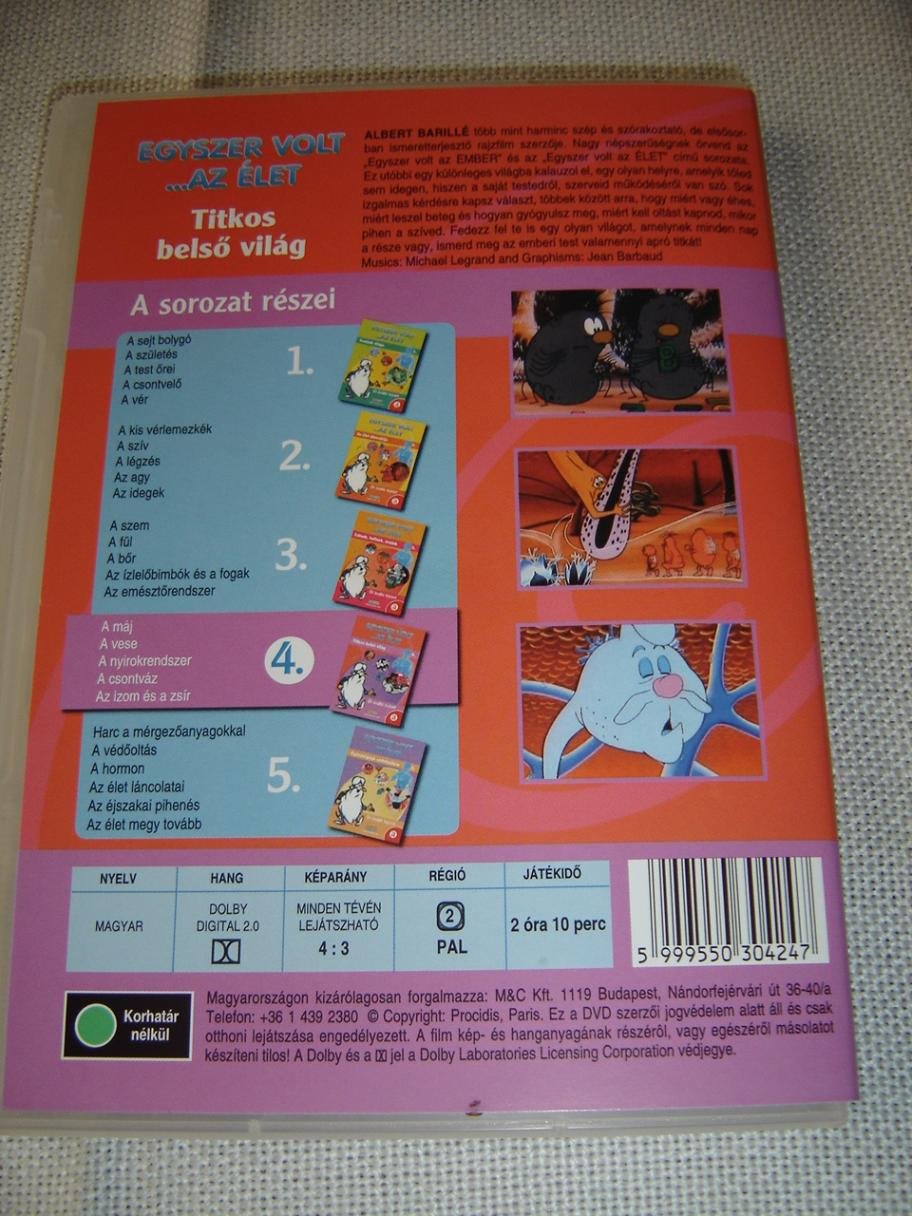 EGYSZER VOLT
...AZ ÉLET
Titkos
belső világ
ALBERT BARILLÉ több mint harminc szép és szórakoztató, de elsősor-
ban ismeretterjesztő rajzfilm szerzője. Nagy népszerűségnek örvend az
„Egyszer volt az EMBER" és az „Egyszer volt az ÉLET" című sorozata.
Ez utóbbi egy különleges világba kalauzol el, egy olyan helyre, amelyik tőled
sem idegen, hiszen a saját testedről, szerveid működéséről van szó. Sok
izgalmas kérdésre kapsz választ, többek között arra, hogy miért vagy éhes,
miért leszel beteg és hogyan gyógyulsz meg, miért kell oltást kapnod, mikor
pihen a szíved. Fedezz fel te is egy olyan világot, amelynek minden nap
a része vagy, ismerd meg az emberi test valamennyi apró titkát!
Musics: Michael Legrand and Graphisms: Jean Barbaud
A sorozat részei
A sejt bolygó
A születés
A test őrei
A csontvelő
A vér
1.
A kis vérlemezkék
A szív
A légzés
Az agy
Az idegek
2.
A szem
A fül
A bőr
Az ízlelőbimbók és a fogak
Az emésztőrendszer
3.
A máj
A vese
A nyirokrendszer
A csontváz
Az izom és a zsír
4.
Harc a mérgezőanyagokkal
A védőoltás
A hormon
Az élet láncolatai
Az éjszakai pihenés
Az élet megy tovább
5.
NYELV HANG KÉPARÁNY RÉGIÓ JÁTÉKIDŐ
MAGYAR
DOLBY
DIGITAL 2.0
MINDEN TÉVÉN
LEJÁTSZHATÓ
4 : 3
2
PAL
2 óra 10 perc
5 999550 304247
Korhatár
nélkül
Magyarországon kizárólagosan forgalmazza: M&C Kft. 1119 Budapest, Nándorfejérvári út 36-40/a
Telefon: +36 1 439 2380 © Copyright: Procidis, Paris. Ez a DVD szerzői jogvédelem alatt áll és csak
otthoni lejátszása engedélyezett. A film kép- és hanganyagának részéről, vagy egészéről másolatot
készíteni tilos! A Dolby és a jel a Dolby Laboratories Licensing Corporation védjegye.